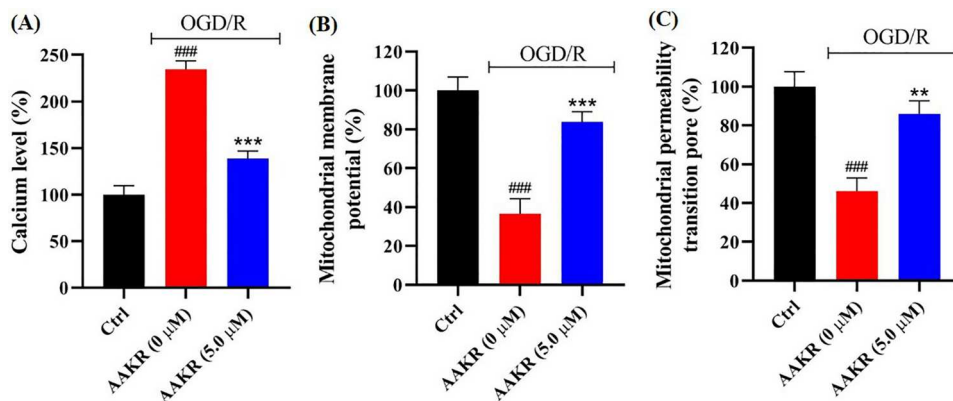 (A)
OGD/R
Calcium level (%)
250
200
150
100
50
0
###
***
Ctrl
AAKR (0 μM)
AAKR (5.0 μM)
(B)
OGD/R
Mitochondrial membrane
potential (%)
120
100
80
60
40
20
0
###
***
Ctrl
AAKR (0 μM)
AAKR (5.0 μM)
(C)
OGD/R
Mitochondrial permeability
transition pore (%)
120
100
80
60
40
20
0
###
**
Ctrl
AAKR (0 μM)
AAKR (5.0 μM)